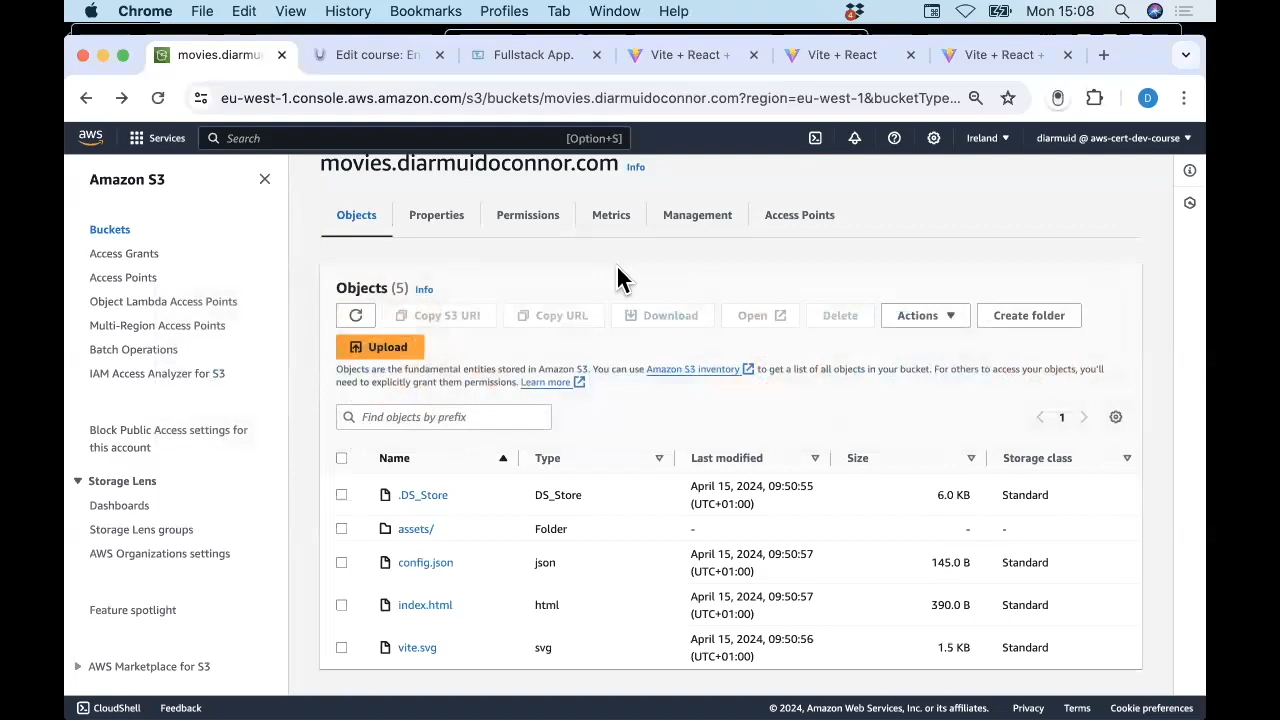 Chrome File Edit View History Bookmarks Profiles Tab Window Help 4 Mon 15:08
movies.diarmu Edit course: En Fullstack App. Vite + React + Vite + React Vite + React +
eu-west-1.console.aws.amazon.com/s3/buckets/movies.diarmuidoconnor.com?region=eu-west-1&bucketType... D
aws Services Search [Option+S] Ireland diarmuid @ aws-cert-dev-course
Amazon S3
Buckets
Access Grants
Access Points
Object Lambda Access Points
Multi-Region Access Points
Batch Operations
IAM Access Analyzer for S3
Block Public Access settings for
this account
Storage Lens
Dashboards
Storage Lens groups
AWS Organizations settings
Feature spotlight
AWS Marketplace for S3
movies.diarmuidoconnor.com Info
Objects Properties Permissions Metrics Management Access Points
Objects (5) Info
Copy S3 URI Copy URL Download Open Delete Actions Create folder
Upload
Objects are the fundamental entities stored in Amazon S3. You can use Amazon S3 inventory to get a list of all objects in your bucket. For others to access your objects, you'll
need to explicitly grant them permissions. Learn more
Find objects by prefix 1
Name Type Last modified Size Storage class
.DS_Store DS_Store April 15, 2024, 09:50:55 (UTC+01:00) 6.0 KB Standard
assets/ Folder - - -
config.json json April 15, 2024, 09:50:57 (UTC+01:00) 145.0 B Standard
index.html html April 15, 2024, 09:50:57 (UTC+01:00) 390.0 B Standard
vite.svg svg April 15, 2024, 09:50:56 (UTC+01:00) 1.5 KB Standard
CloudShell Feedback © 2024, Amazon Web Services, Inc. or its affiliates. Privacy Terms Cookie preferences